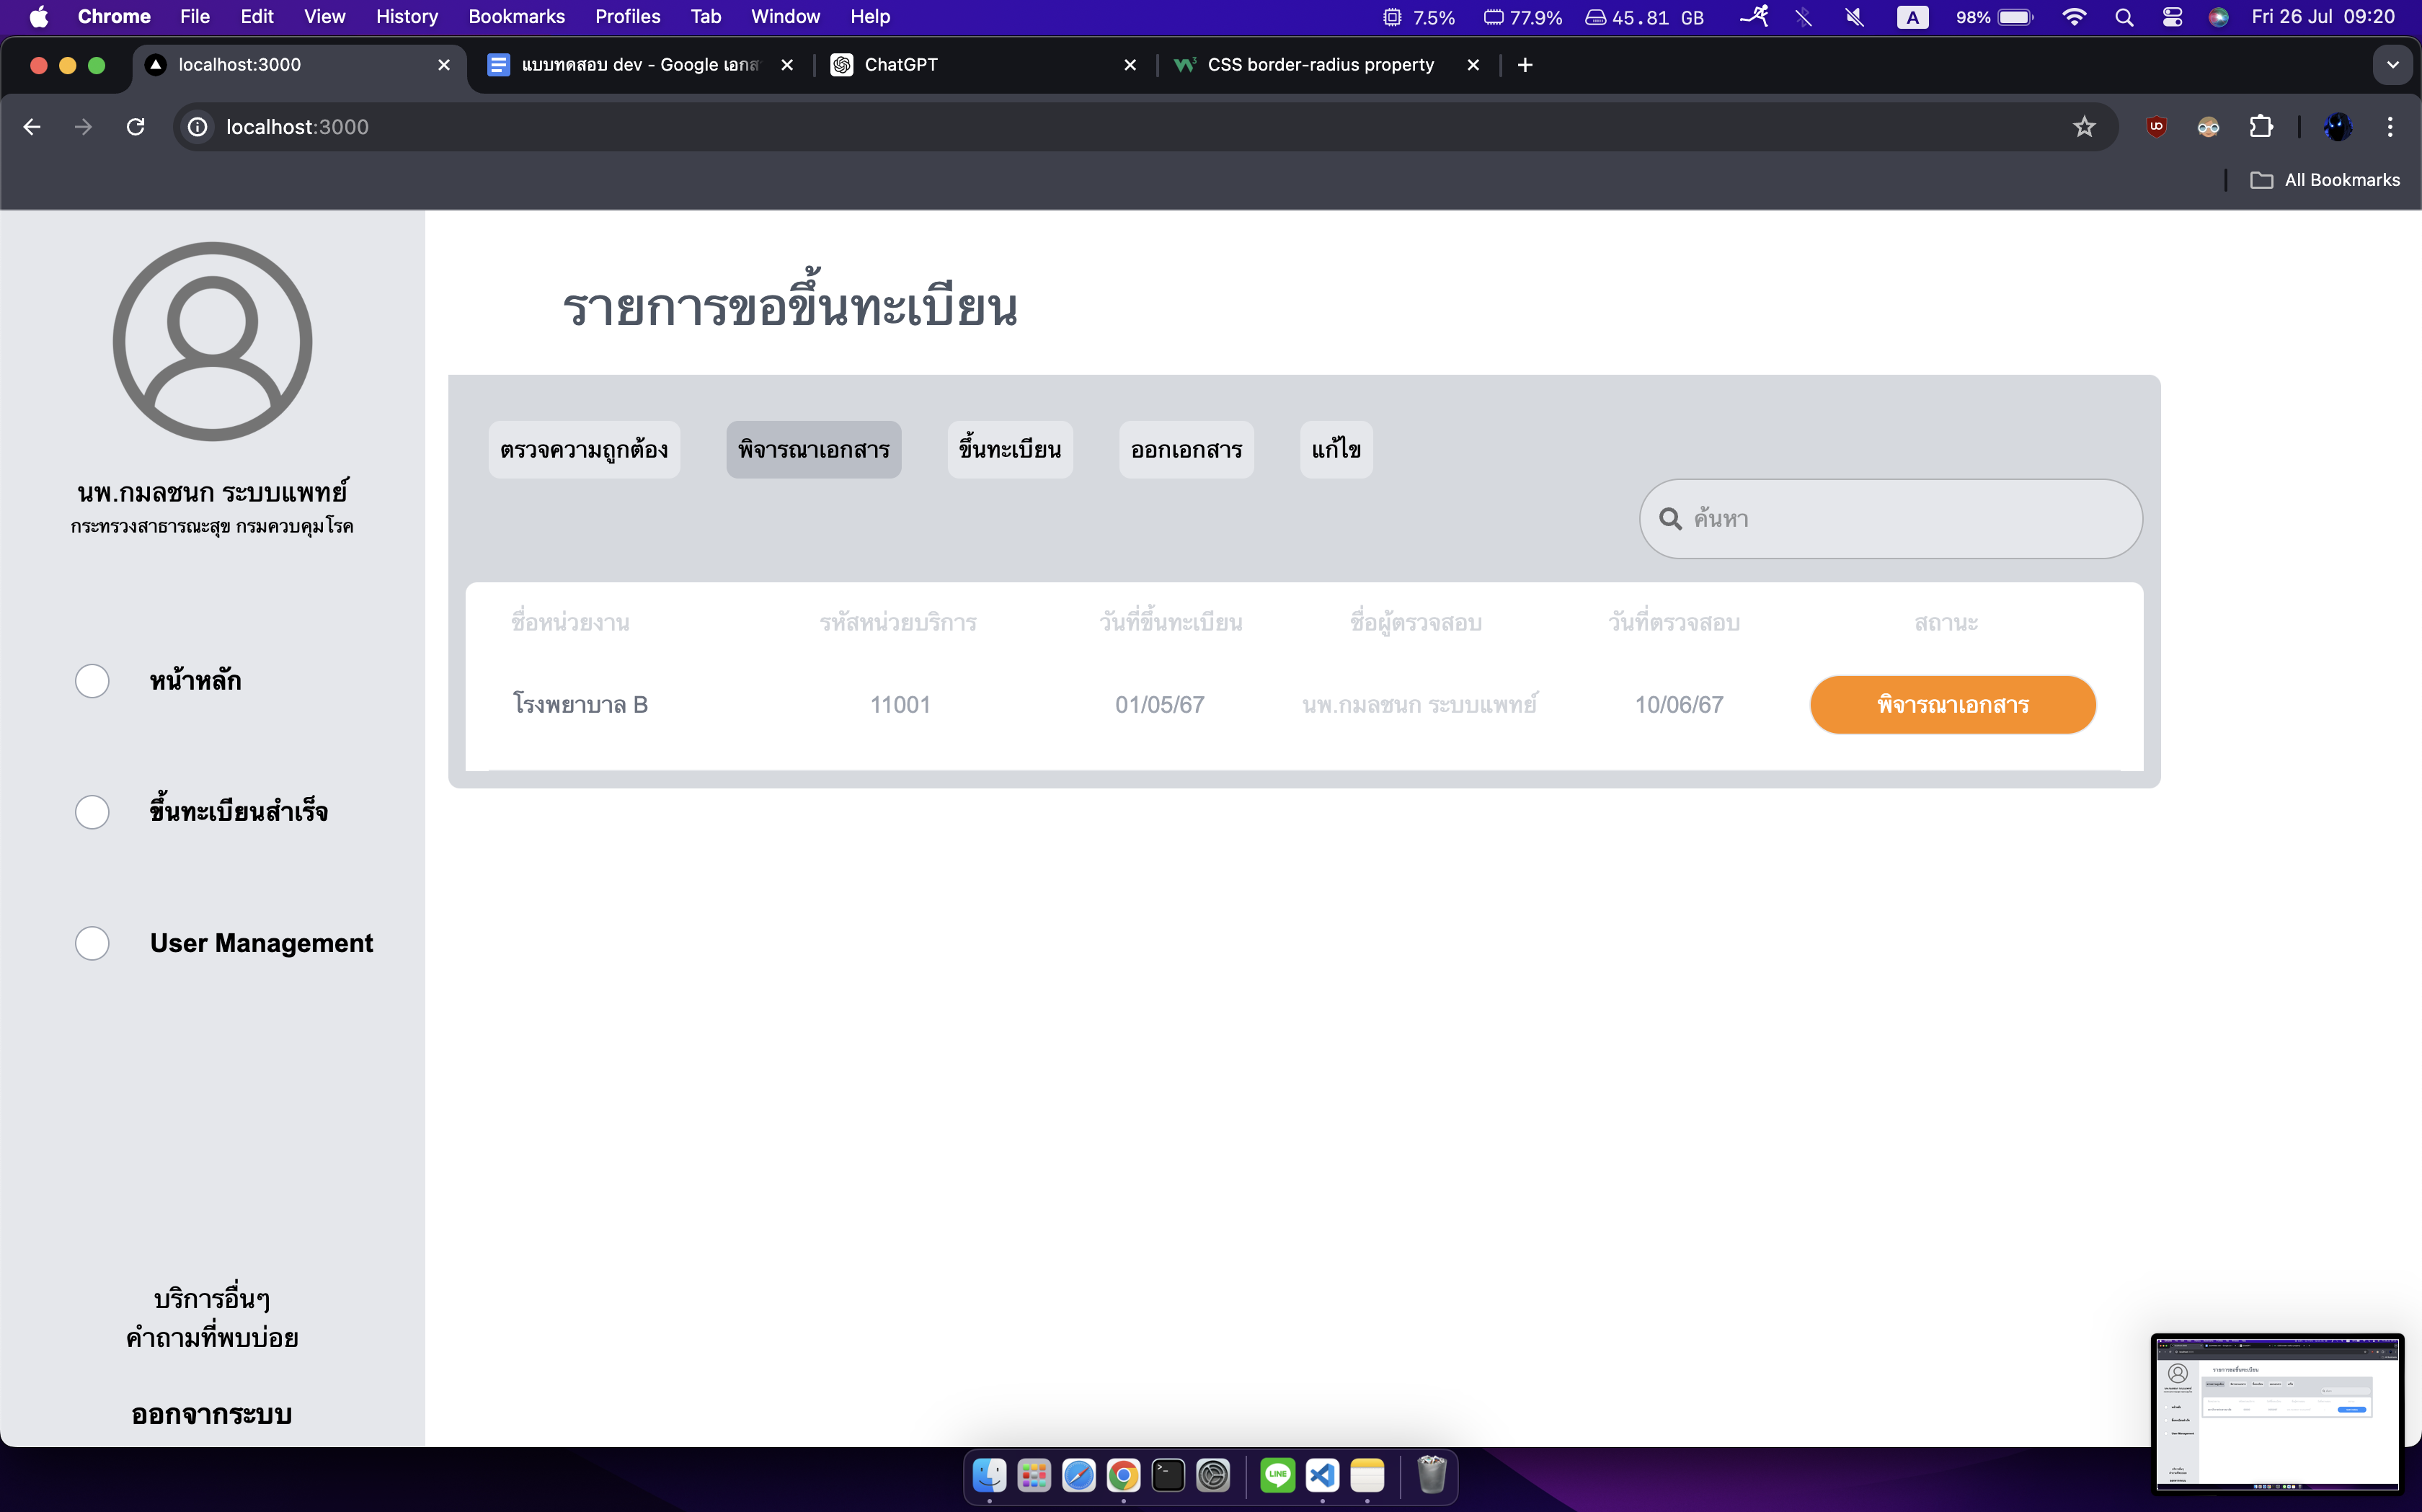 Chrome File Edit View History Bookmarks Profiles Tab Window Help 7.5% 77.9% 45.81 GB A 98% Fri 26 Jul 09:20
localhost:3000 แบบทดสอบ dev - Google เอกส ChatGPT CSS border-radius property
localhost:3000
All Bookmarks
นพ.กมลชนก ระบบแพทย์
กระทรวงสาธารณะสุข กรมควบคุมโรค
หน้าหลัก
ขึ้นทะเบียนสำเร็จ
User Management
บริการอื่นๆ
คำถามที่พบบ่อย
ออกจากระบบ
รายการขอขึ้นทะเบียน
ตรวจความถูกต้อง พิจารณาเอกสาร ขึ้นทะเบียน ออกเอกสาร แก้ไข
ค้นหา
ชื่อหน่วยงาน รหัสหน่วยบริการ วันที่ขึ้นทะเบียน ชื่อผู้ตรวจสอบ วันที่ตรวจสอบ สถานะ
โรงพยาบาล B 11001 01/05/67 นพ.กมลชนก ระบบแพทย์ 10/06/67 พิจารณาเอกสาร
LINE